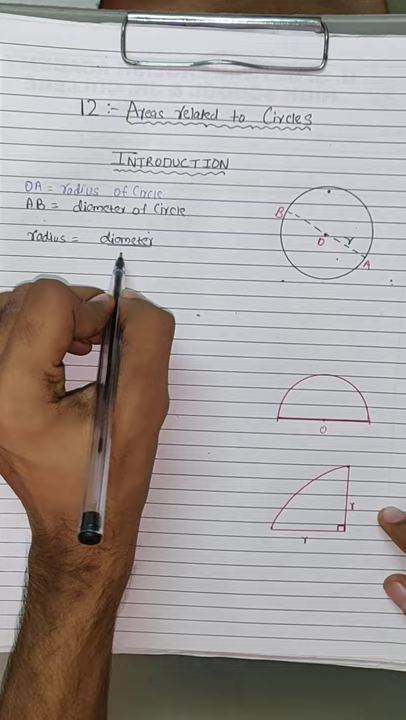 12 :- Areas related to Circles
INTRODUCTION
OA = radius of Circle
AB = diameter of Circle
radius = diameter
B
O
r
A
O
r
r